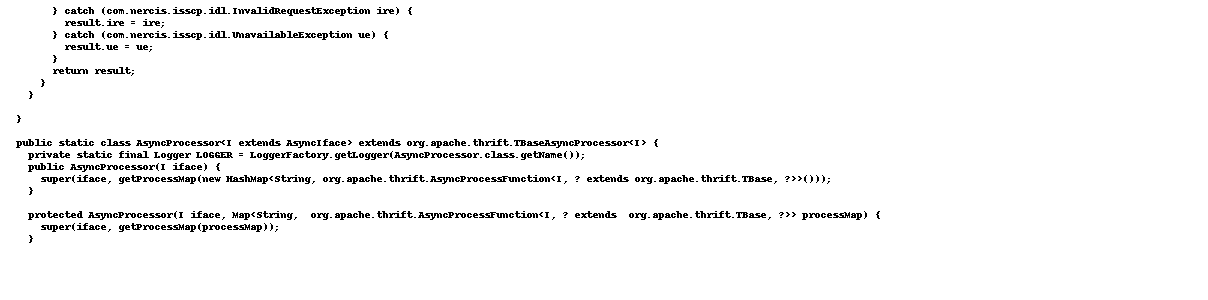 } catch (com.nercis.isscp.idl.InvalidRequestException ire) {
result.ire = ire;
} catch (com.nercis.isscp.idl.UnavailableException ue) {
result.ue = ue;
}
return result;
}
}
}
public static class AsyncProcessor<I extends AsyncIface> extends org.apache.thrift.TBaseAsyncProcessor<I> {
private static final Logger LOGGER = LoggerFactory.getLogger(AsyncProcessor.class.getName());
public AsyncProcessor(I iface) {
super(iface, getProcessMap(new HashMap<String, org.apache.thrift.AsyncProcessFunction<I, ? extends org.apache.thrift.TBase, ?>>()));
}
protected AsyncProcessor(I iface, Map<String,  org.apache.thrift.AsyncProcessFunction<I, ? extends  org.apache.thrift.TBase, ?>> processMap) {
super(iface, getProcessMap(processMap));
}